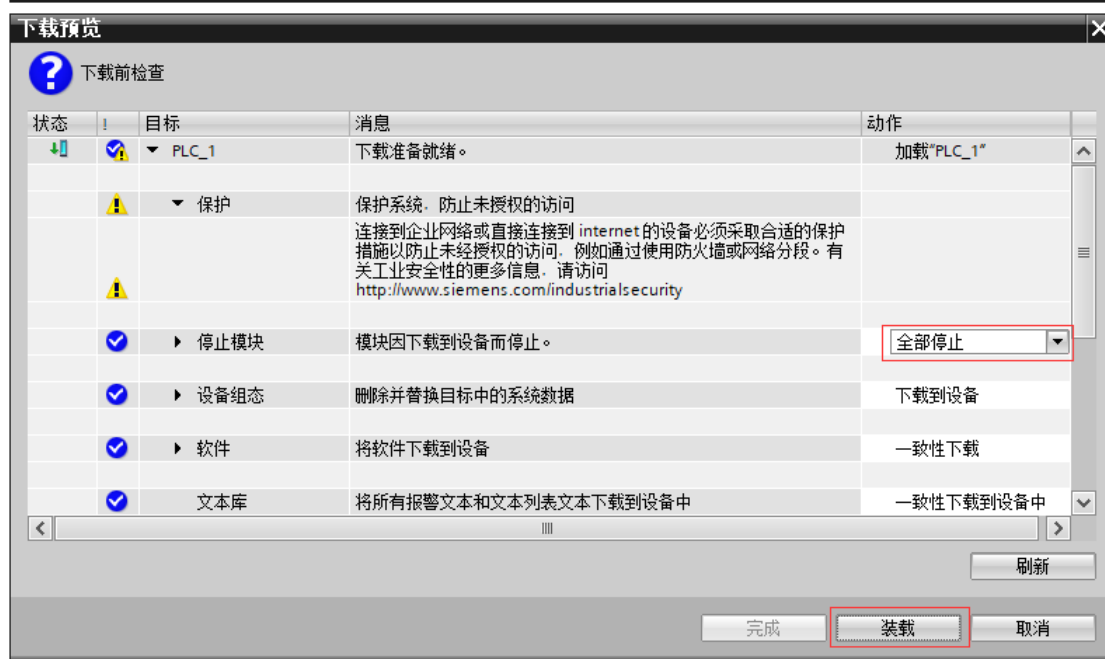 下载预览
下载前检查
状态 ! 目标 消息 动作
PLC_1 下载准备就绪。 加载"PLC_1"
保护 保护系统，防止未授权的访问
连接到企业网络或直接连接到 internet 的设备必须采取合适的保护
措施以防止未经授权的访问，例如通过使用防火墙或网络分段。有
关工业安全性的更多信息，请访问
http://www.siemens.com/industrialsecurity
停止模块 模块因下载到设备而停止。 全部停止
设备组态 删除并替换目标中的系统数据 下载到设备
软件 将软件下载到设备 一致性下载
文本库 将所有报警文本和文本列表文本下载到设备中 一致性下载到设备中
刷新
完成 装载 取消